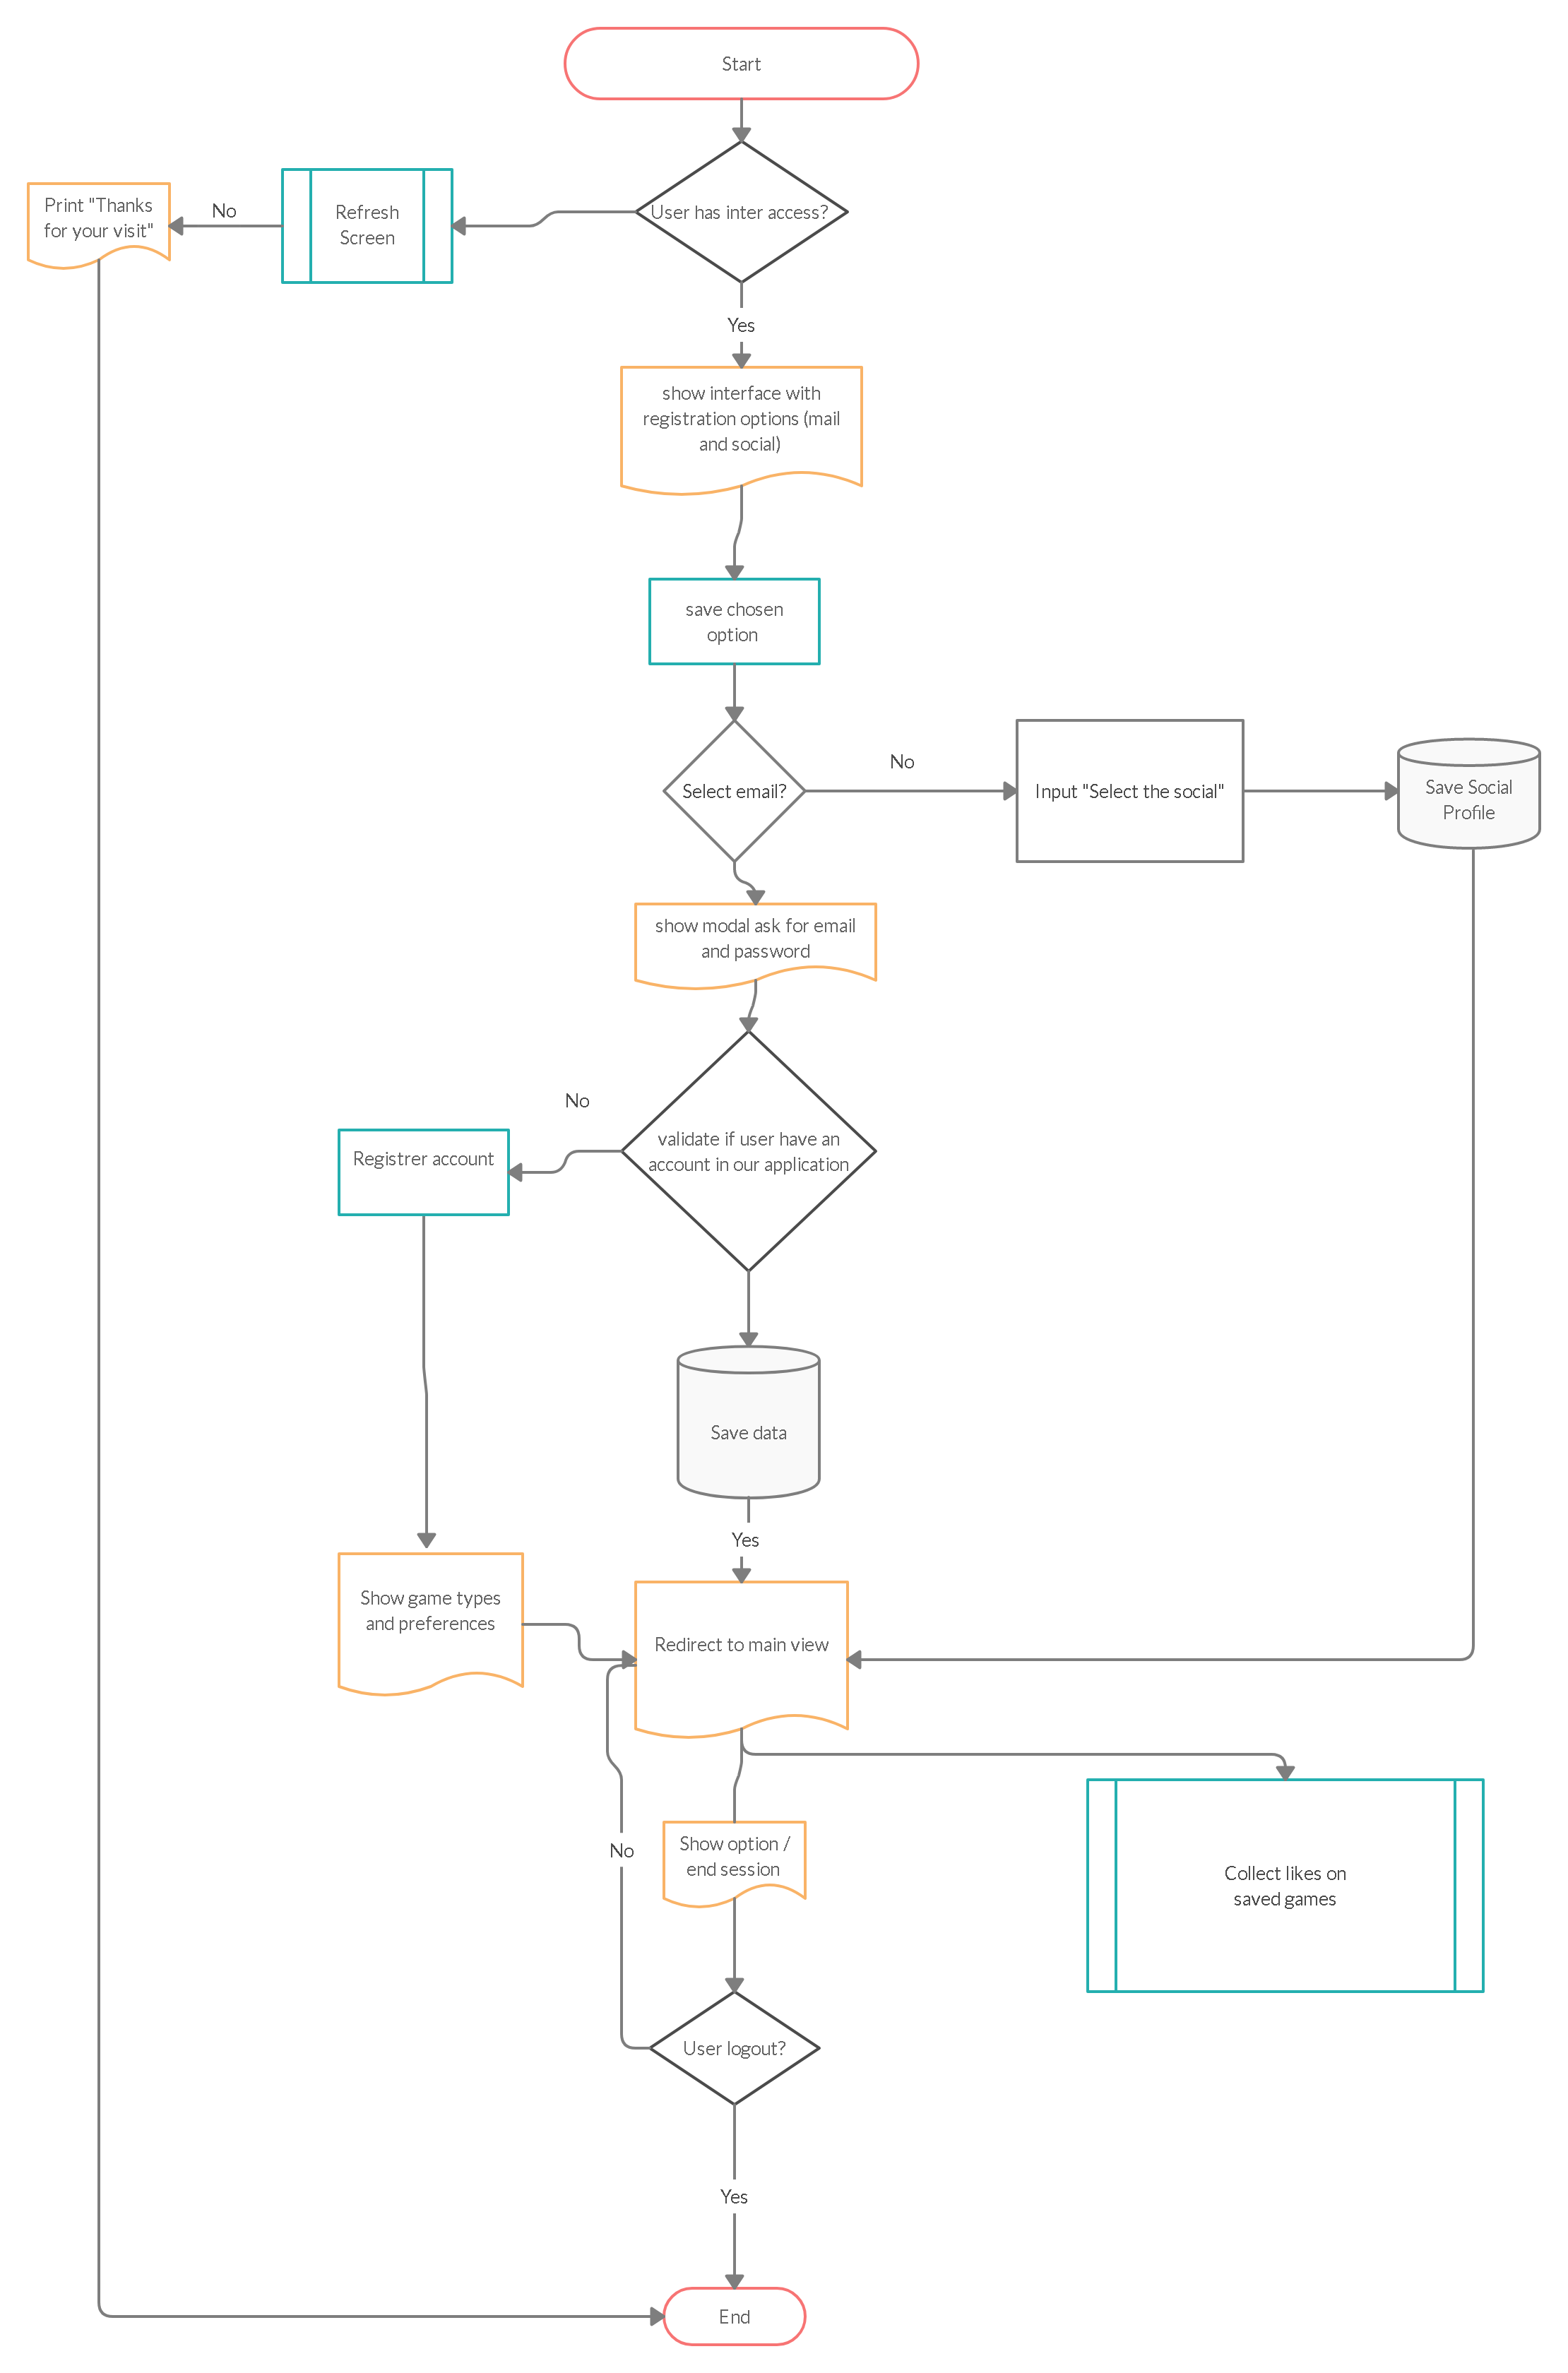 Start
User has inter access?
Refresh
Screen
No
Print "Thanks
for your visit"
Yes
show interface with
registration options (mail
and social)
save chosen
option
Select email?
No
Input "Select the social"
Save Social
Profile
show modal ask for email
and password
validate if user have an
account in our application
No
Registrer account
Save data
Yes
Show game types
and preferences
Redirect to main view
Show option /
end session
No
Collect likes on
saved games
User logout?
Yes
End